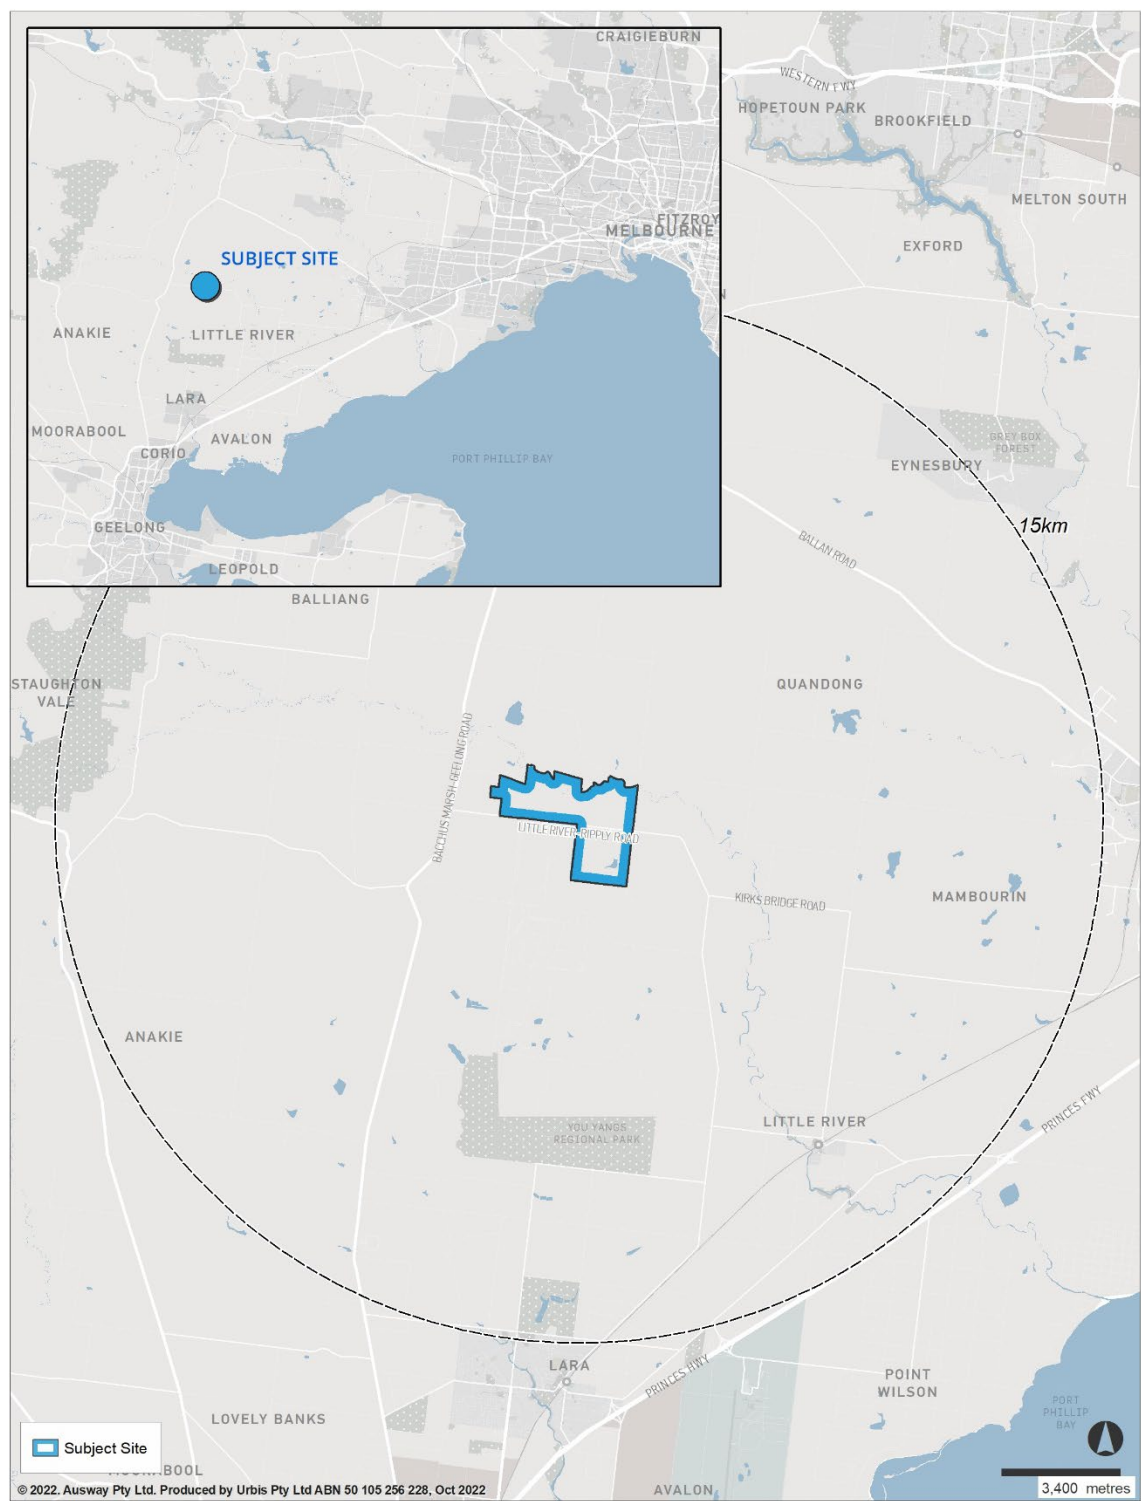 CRAIGIEBURN
FITZROY
MELBOURNE
SUBJECT SITE
ANAKIE
LITTLE RIVER
LARA
MOORABOOL
AVALON
CORIO
PORT PHILLIP BAY
GEELONG
LEOPOLD
WESTERN FWY
HOPETOUN PARK
BROOKFIELD
MELTON SOUTH
EXFORD
GREY BOX
FOREST
EYNESBURY
15km
BALLAN ROAD
BALLIANG
STAUGHTON
VALE
QUANDONG
BACCHUS MARSH-GEELONG ROAD
LITTLE RIVER-RIPPLY ROAD
KIRKS BRIDGE ROAD
MAMBOURIN
ANAKIE
YOU YANGS
REGIONAL PARK
LITTLE RIVER
PRINCES FWY
LARA
PRINCES HWY
POINT
WILSON
PORT
PHILLIP
BAY
LOVELY BANKS
Subject Site
MOORABOOL
AVALON
3,400 metres
© 2022. Ausway Pty Ltd. Produced by Urbis Pty Ltd ABN 50 105 256 228, Oct 2022